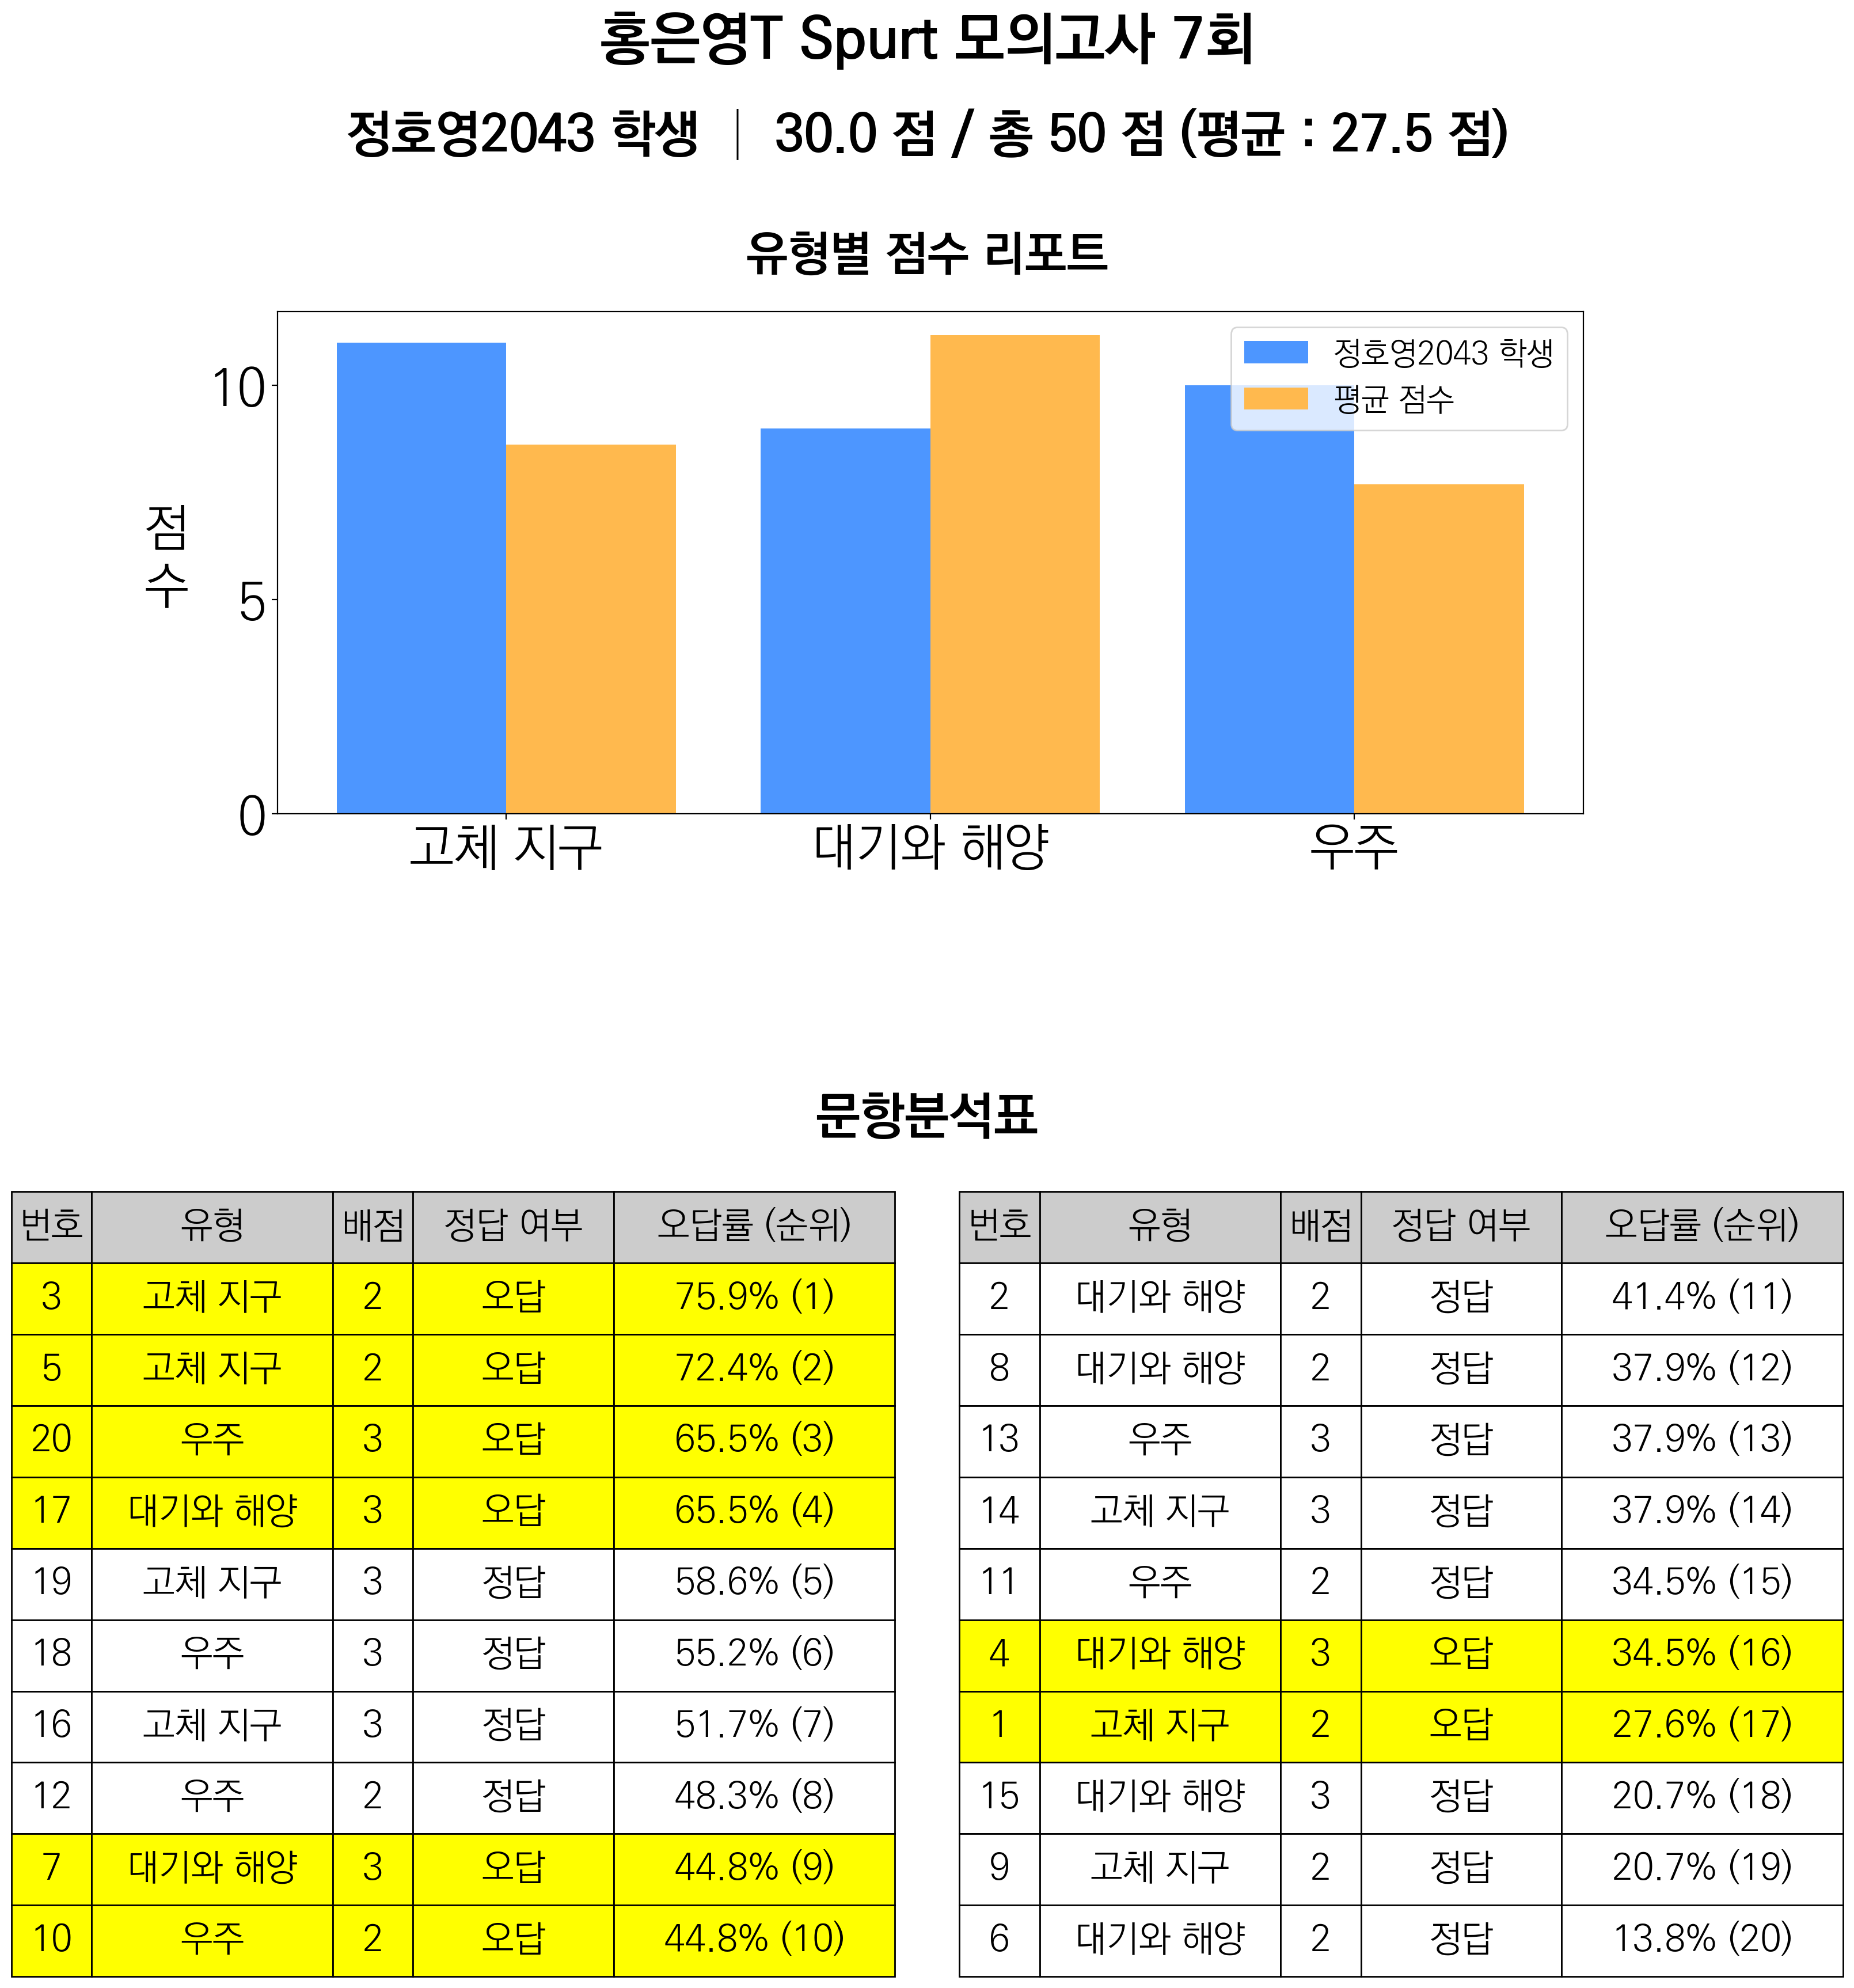 홍은영T Spurt 모의고사 7회
정호영2043 학생 | 30.0 점 / 총 50 점 (평균 : 27.5 점)
유형별 점수 리포트
정호영2043 학생
평균 점수
점
수
10
5
0
고체 지구 대기와 해양 우주
문항분석표
번호 유형 배점 정답 여부 오답률 (순위)
3 고체 지구 2 오답 75.9% (1)
5 고체 지구 2 오답 72.4% (2)
20 우주 3 오답 65.5% (3)
17 대기와 해양 3 오답 65.5% (4)
19 고체 지구 3 정답 58.6% (5)
18 우주 3 정답 55.2% (6)
16 고체 지구 3 정답 51.7% (7)
12 우주 2 정답 48.3% (8)
7 대기와 해양 3 오답 44.8% (9)
10 우주 2 오답 44.8% (10)
번호 유형 배점 정답 여부 오답률 (순위)
2 대기와 해양 2 정답 41.4% (11)
8 대기와 해양 2 정답 37.9% (12)
13 우주 3 정답 37.9% (13)
14 고체 지구 3 정답 37.9% (14)
11 우주 2 정답 34.5% (15)
4 대기와 해양 3 오답 34.5% (16)
1 고체 지구 2 오답 27.6% (17)
15 대기와 해양 3 정답 20.7% (18)
9 고체 지구 2 정답 20.7% (19)
6 대기와 해양 2 정답 13.8% (20)